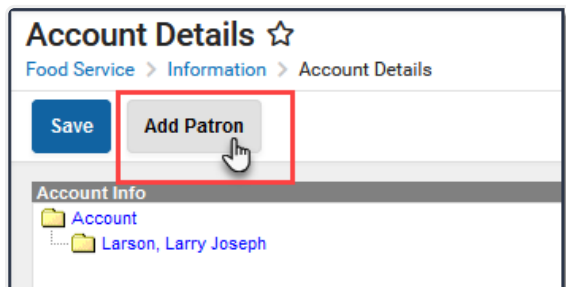 Account Details
Food Service > Information > Account Details
Save Add Patron
Account Info
Account
Larson, Larry Joseph